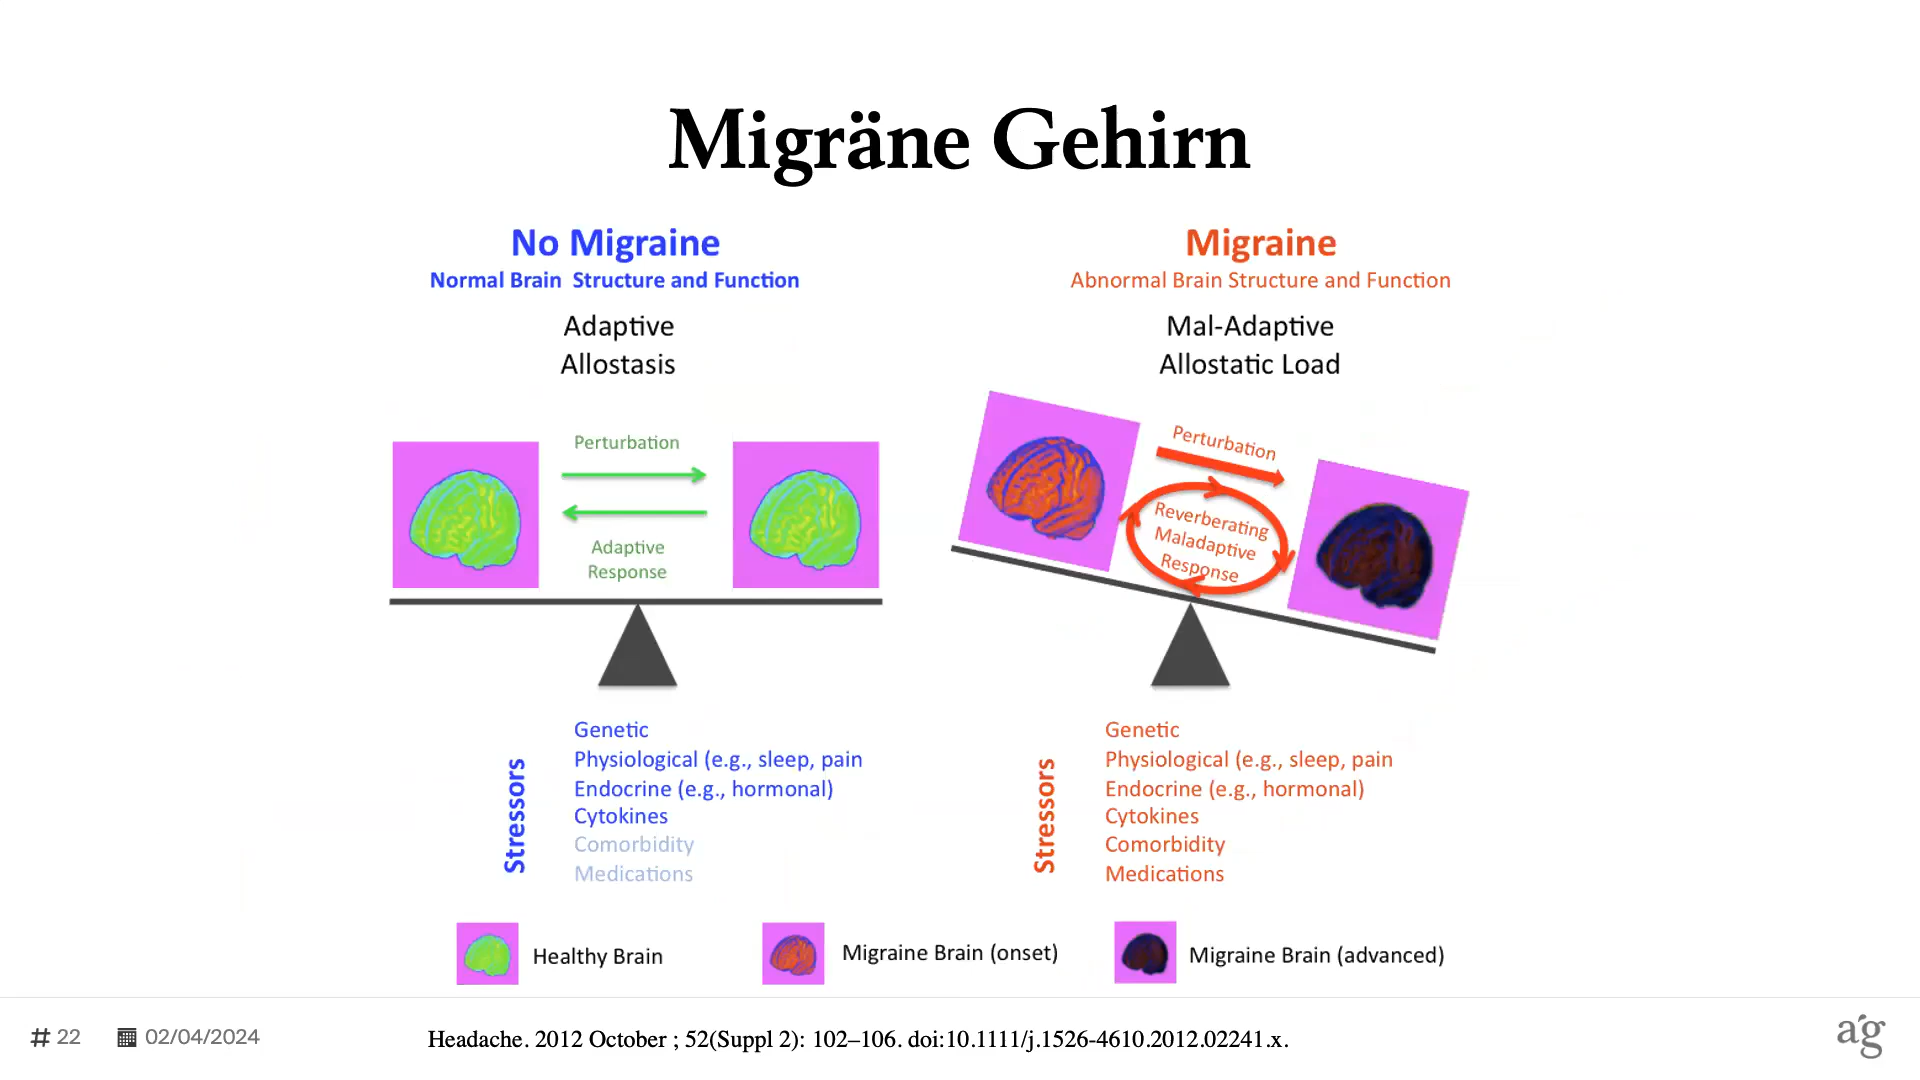 Migräne Gehirn
No Migraine
Normal Brain Structure and Function
Adaptive
Allostasis
Perturbation
Adaptive
Response
Stressors
Genetic
Physiological (e.g., sleep, pain
Endocrine (e.g., hormonal)
Cytokines
Comorbidity
Medications
Migraine
Abnormal Brain Structure and Function
Mal-Adaptive
Allostatic Load
Perturbation
Reverberating
Maladaptive
Response
Stressors
Genetic
Physiological (e.g., sleep, pain
Endocrine (e.g., hormonal)
Cytokines
Comorbidity
Medications
Healthy Brain
Migraine Brain (onset)
Migraine Brain (advanced)
# 22
02/04/2024
Headache. 2012 October ; 52(Suppl 2): 102–106. doi:10.1111/j.1526-4610.2012.02241.x.
a'g